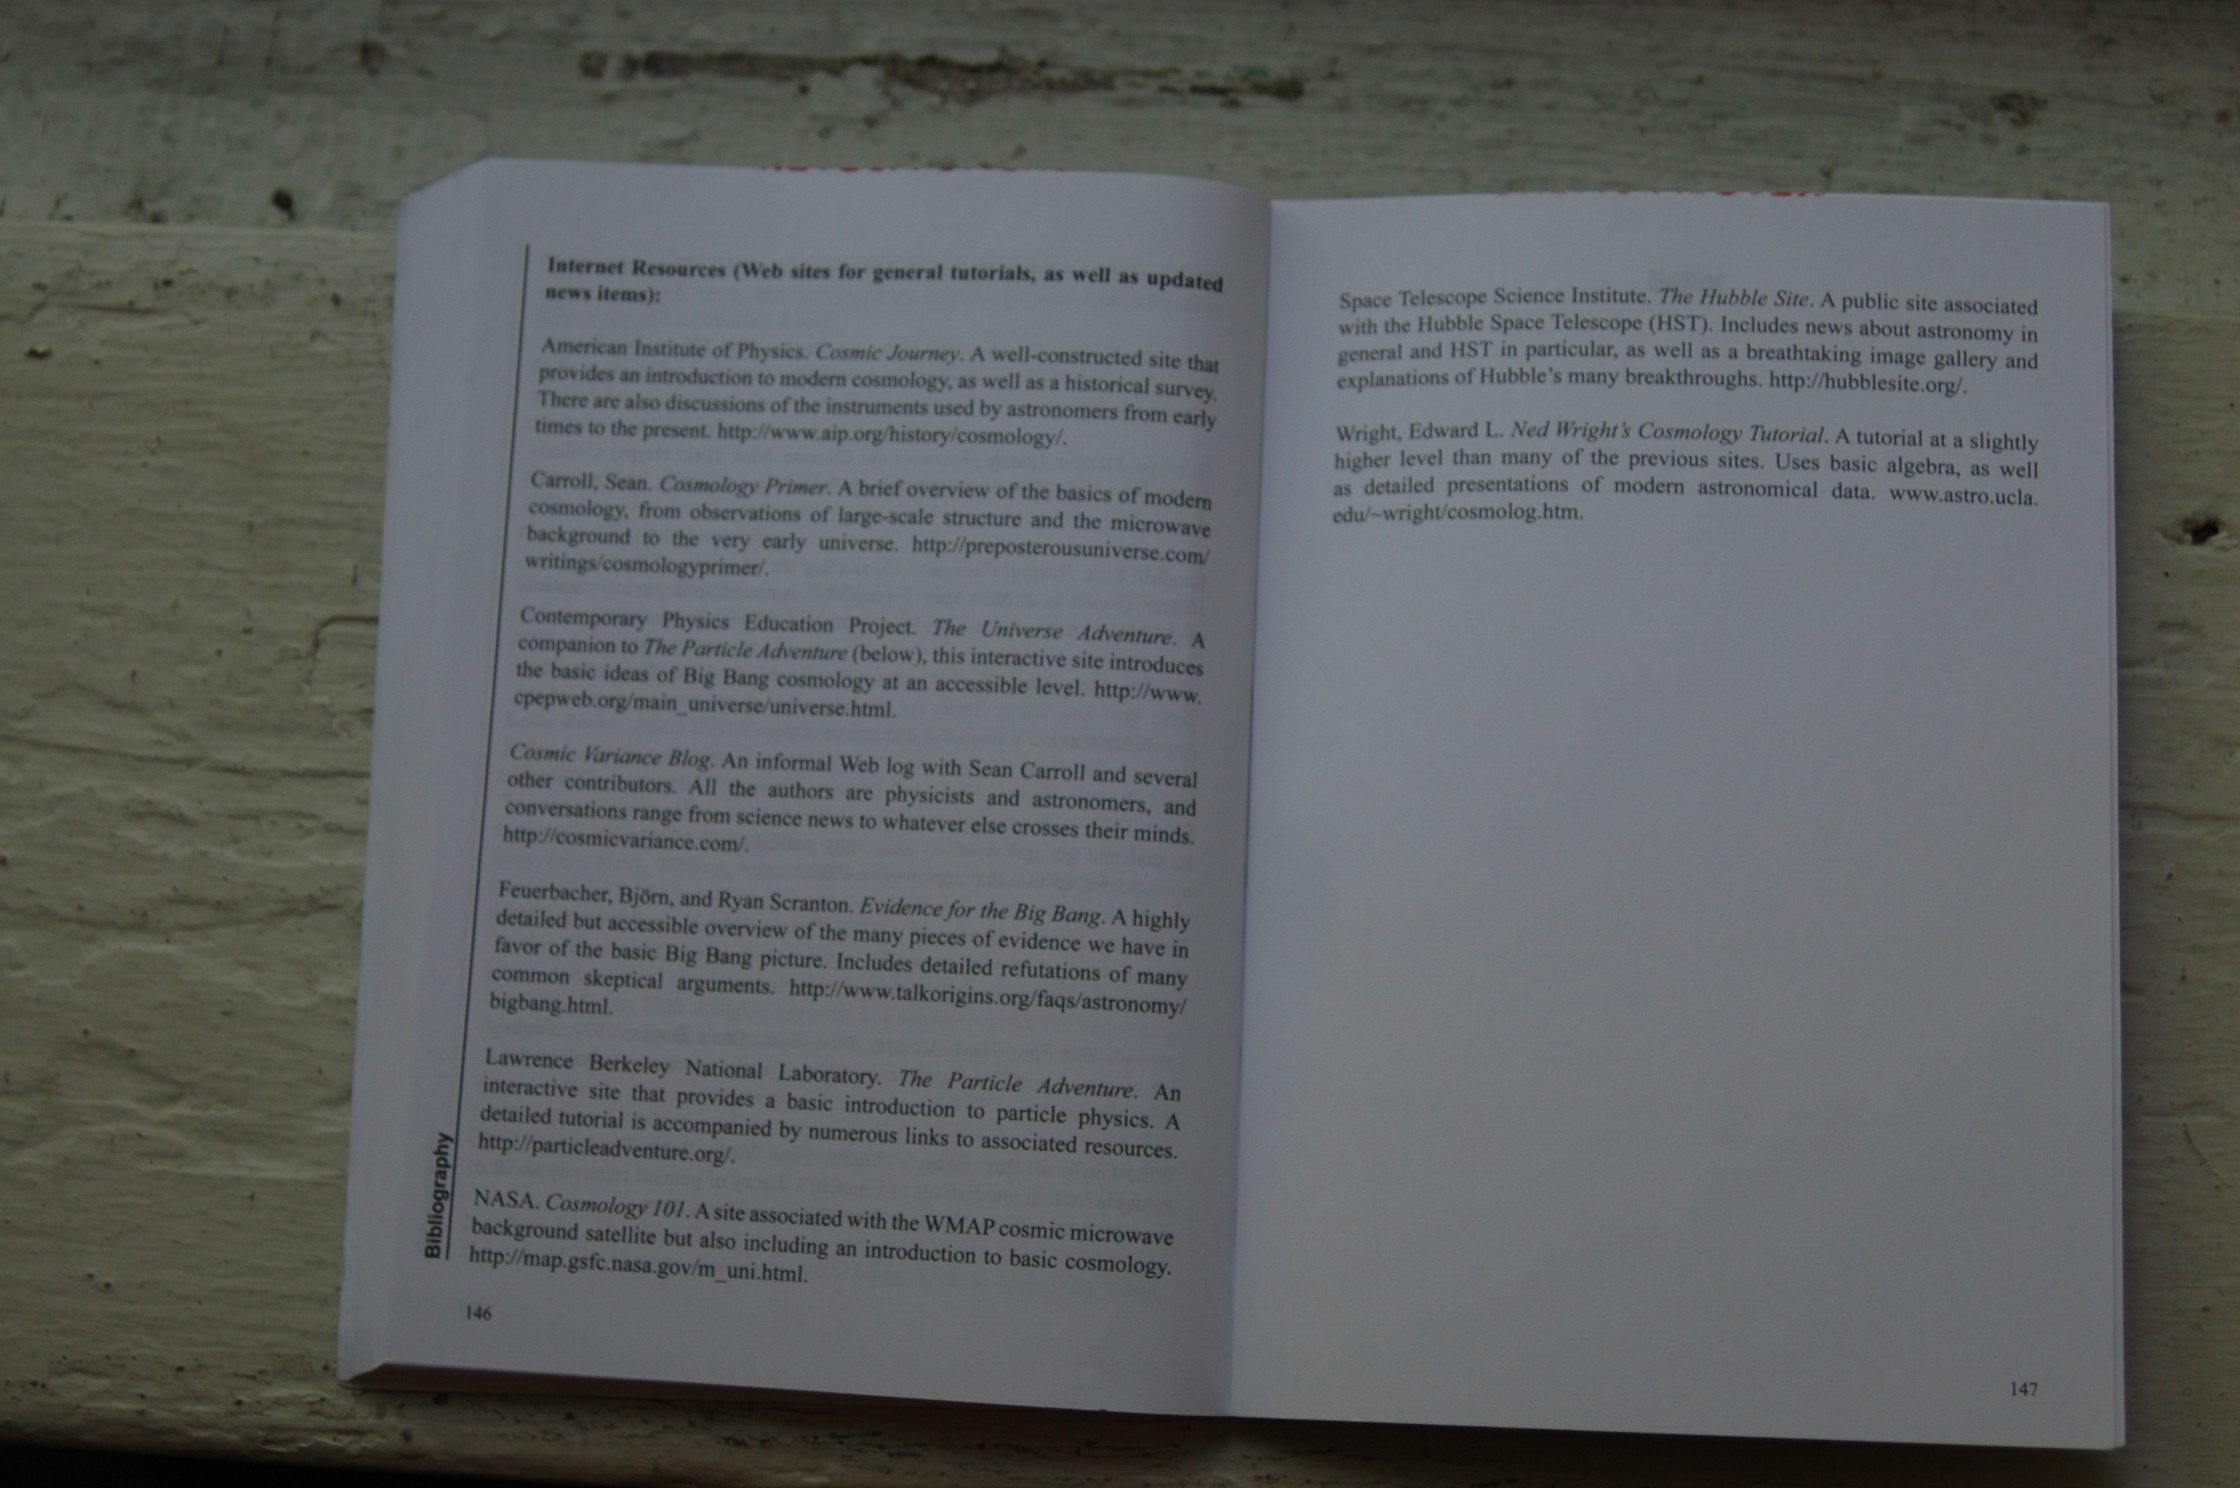 Internet Resources (Web sites for general tutorials, as well as updated
news items):
American Institute of Physics. Cosmic Journey. A well-constructed site that
provides an introduction to modern cosmology, as well as a historical survey.
There are also discussions of the instruments used by astronomers from early
times to the present. http://www.aip.org/history/cosmology/.
Carroll, Sean. Cosmology Primer. A brief overview of the basics of modern
cosmology, from observations of large-scale structure and the microwave
background to the very early universe. http://preposterousuniverse.com/
writings/cosmologyprimer/.
Contemporary Physics Education Project. The Universe Adventure. A
companion to The Particle Adventure (below), this interactive site introduces
the basic ideas of Big Bang cosmology at an accessible level. http://www.
cpepweb.org/main_universe/universe.html.
Cosmic Variance Blog. An informal Web log with Sean Carroll and several
other contributors. All the authors are physicists and astronomers, and
conversations range from science news to whatever else crosses their minds.
http://cosmicvariance.com/.
Feuerbacher, Björn, and Ryan Scranton. Evidence for the Big Bang. A highly
detailed but accessible overview of the many pieces of evidence we have in
favor of the basic Big Bang picture. Includes detailed refutations of many
common skeptical arguments. http://www.talkorigins.org/faqs/astronomy/
bigbang.html.
Lawrence Berkeley National Laboratory. The Particle Adventure. An
interactive site that provides a basic introduction to particle physics. A
detailed tutorial is accompanied by numerous links to associated resources.
http://particleadventure.org/.
NASA. Cosmology 101. A site associated with the WMAP cosmic microwave
background satellite but also including an introduction to basic cosmology.
http://map.gsfc.nasa.gov/m_uni.html.
Bibliography
146
Space Telescope Science Institute. The Hubble Site. A public site associated
with the Hubble Space Telescope (HST). Includes news about astronomy in
general and HST in particular, as well as a breathtaking image gallery and
explanations of Hubble's many breakthroughs. http://hubblesite.org/.
Wright, Edward L. Ned Wright's Cosmology Tutorial. A tutorial at a slightly
higher level than many of the previous sites. Uses basic algebra, as well
as detailed presentations of modern astronomical data. www.astro.ucla.
edu/~wright/cosmolog.htm.
147